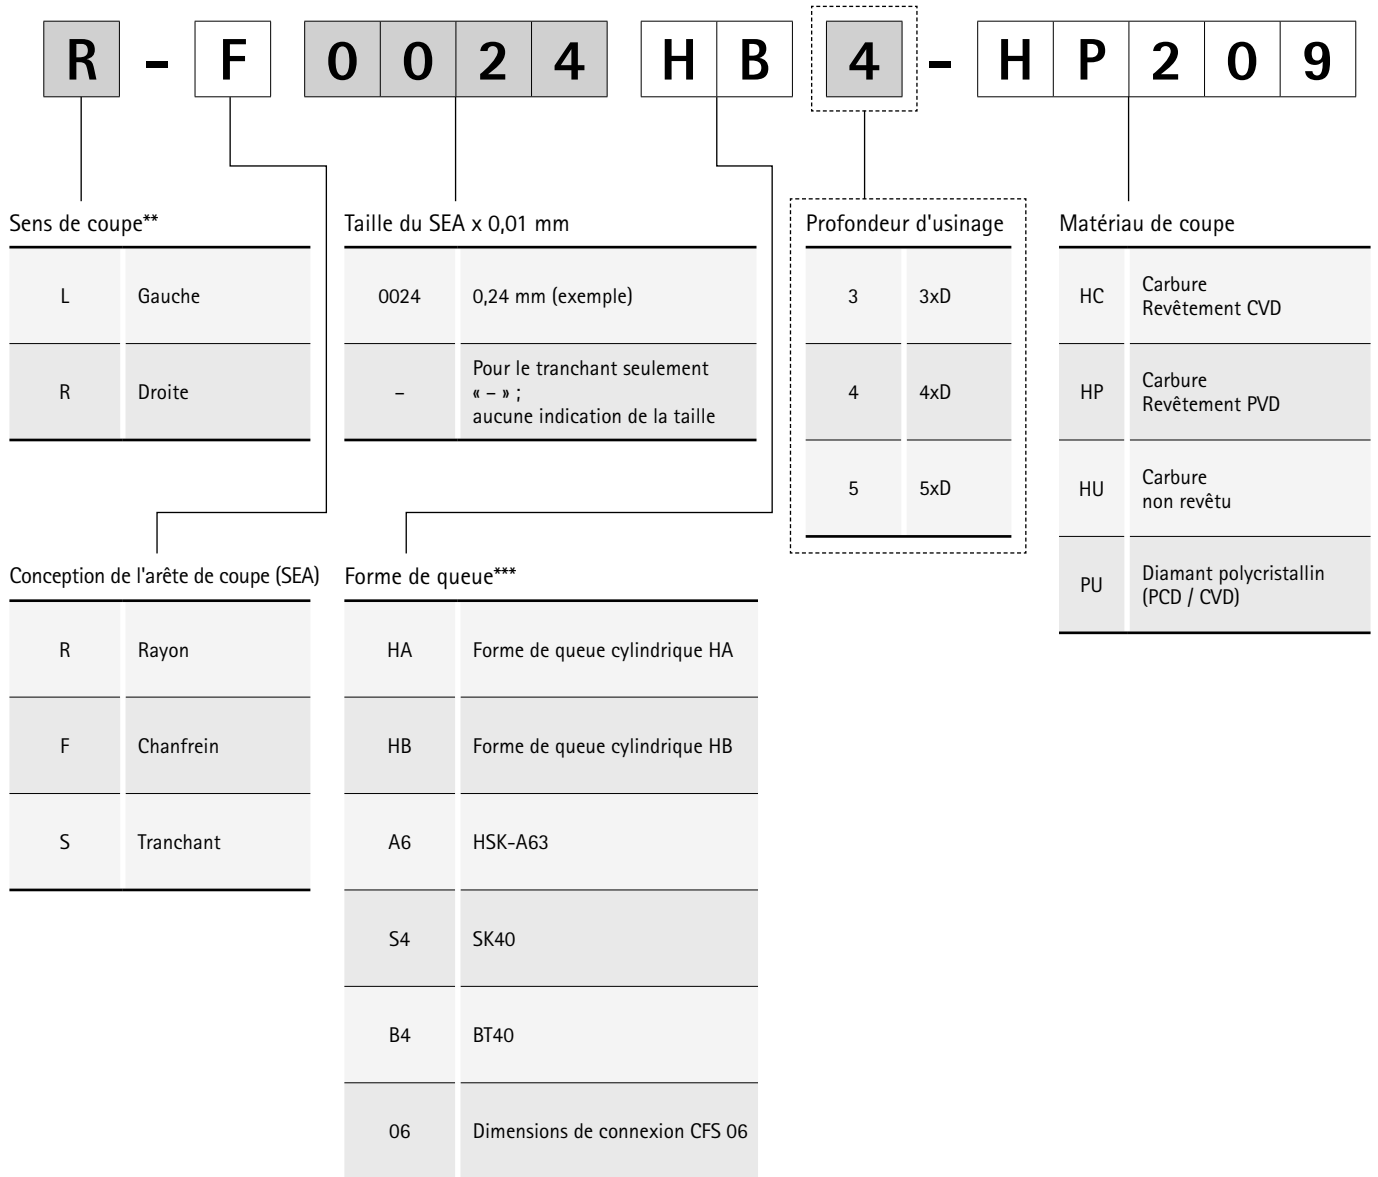 R - F 0 0 2 4 H B 4 - H P 2 0 9
Sens de coupe**
L Gauche
R Droite
Taille du SEA x 0,01 mm
0024 0,24 mm (exemple)
– Pour le tranchant seulement
« – » ;
aucune indication de la taille
Profondeur d'usinage
3 3xD
4 4xD
5 5xD
Matériau de coupe
HC Carbure
Revêtement CVD
HP Carbure
Revêtement PVD
HU Carbure
non revêtu
PU Diamant polycristallin
(PCD / CVD)
Conception de l'arête de coupe (SEA)
R Rayon
F Chanfrein
S Tranchant
Forme de queue***
HA Forme de queue cylindrique HA
HB Forme de queue cylindrique HB
A6 HSK-A63
S4 SK40
B4 BT40
06 Dimensions de connexion CFS 06